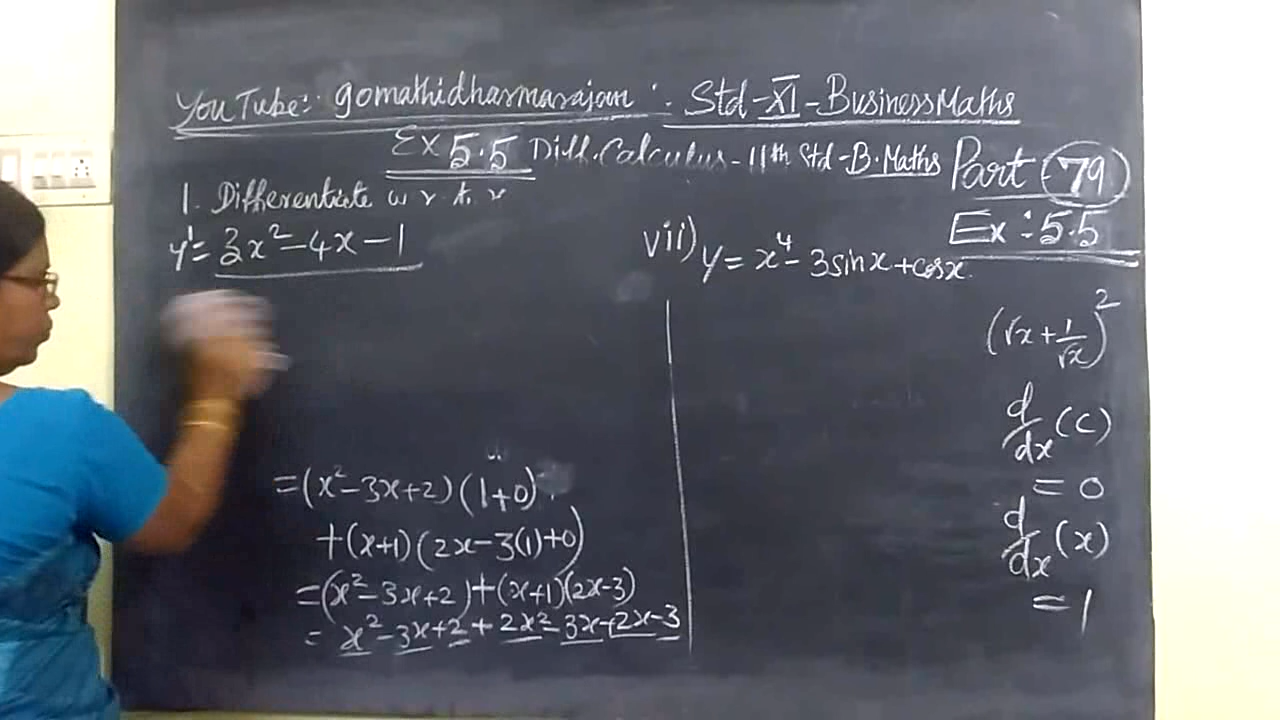 YouTube: gomathidharmarajan : Std-XI-Business Maths
Ex 5.5 Diff. Calculus - 11th Std - B. Maths Part 79
1. Differentiate w r t. x
Ex: 5.5
y' = 3x² - 4x - 1
vii) y = x⁴ - 3sinx + cosx.
(√x + 1/√x)²
d/dx (c)
= 0
d/dx (x)
= 1
= (x² - 3x + 2) (1+0)
+ (x+1) (2x - 3(1) + 0)
= (x² - 3x + 2) + (x+1)(2x-3)
= x² - 3x + 2 + 2x² - 3x + 2x - 3